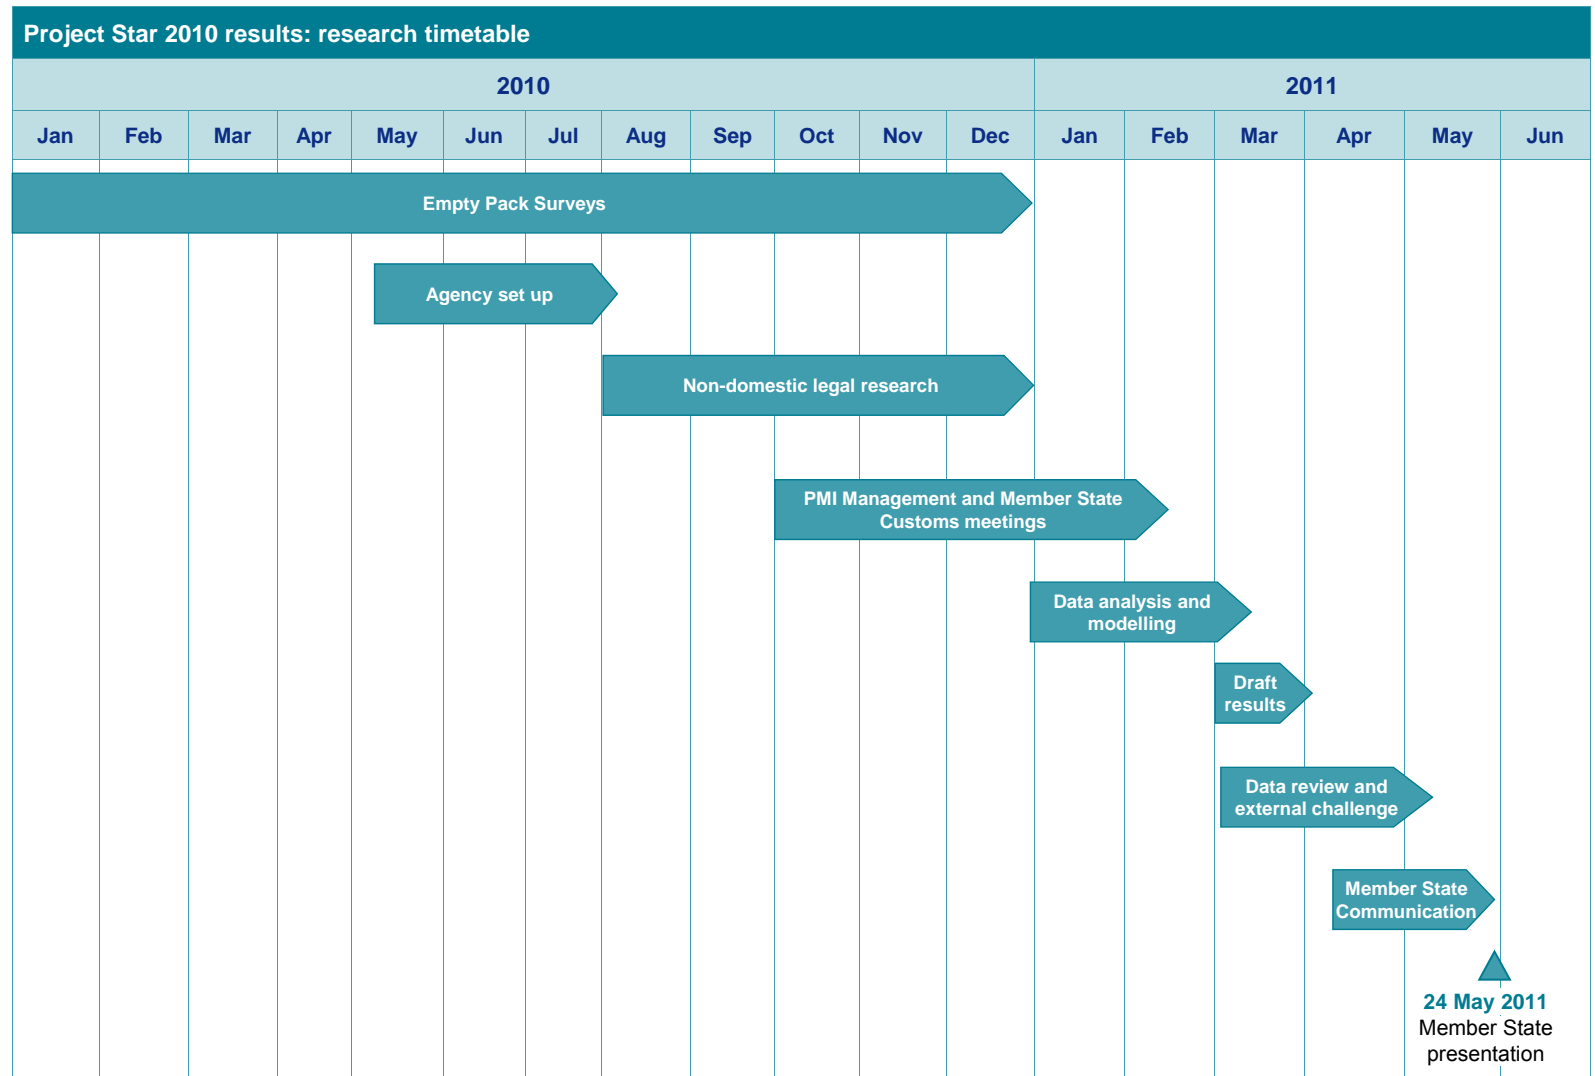 Project Star 2010 results: research timetable
2010 2011
Jan Feb Mar Apr May Jun Jul Aug Sep Oct Nov Dec Jan Feb Mar Apr May Jun
Empty Pack Surveys
Agency set up
Non-domestic legal research
PMI Management and Member State
Customs meetings
Data analysis and
modelling
Draft
results
Data review and
external challenge
Member State
Communication
24 May 2011
Member State
presentation